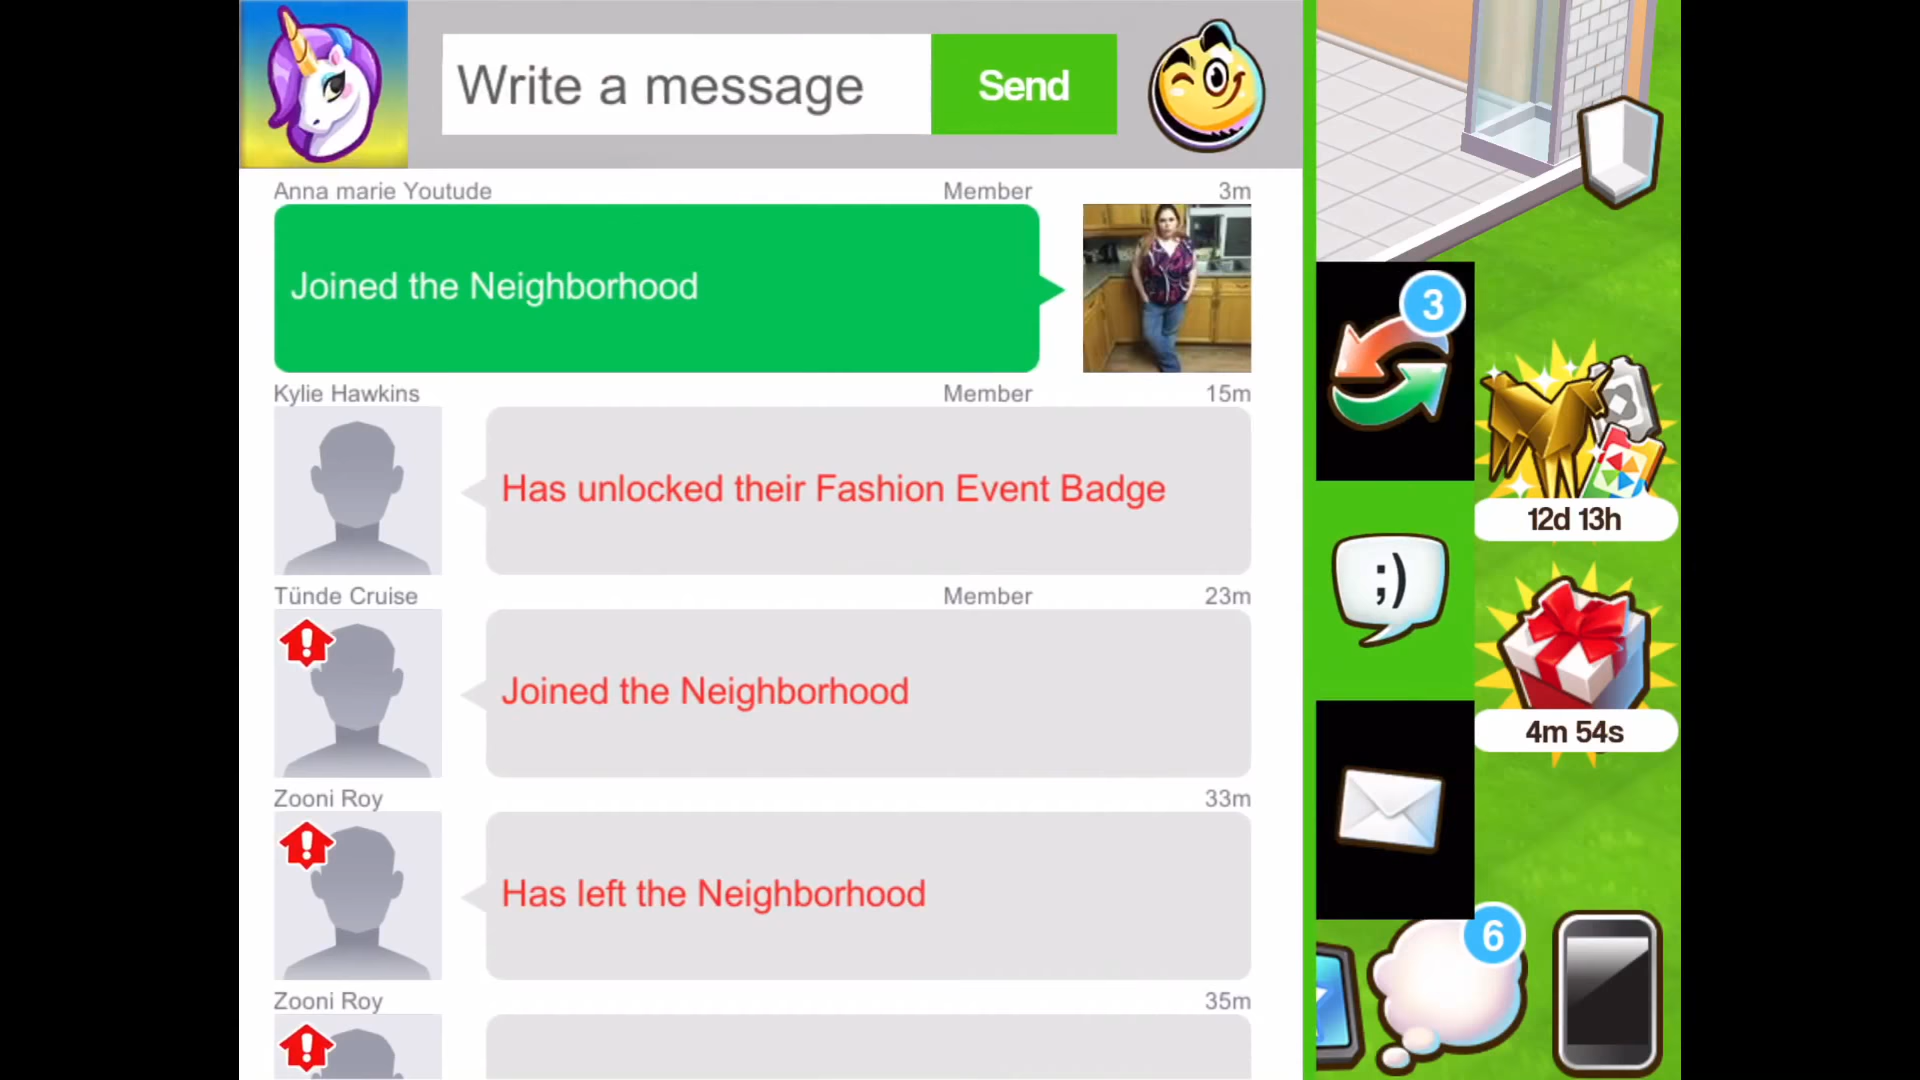 Write a message
Send
Anna marie Youtude Member 3m
Joined the Neighborhood
Kylie Hawkins Member 15m
Has unlocked their Fashion Event Badge
Tünde Cruise Member 23m
Joined the Neighborhood
Zooni Roy 33m
Has left the Neighborhood
Zooni Roy 35m
3
12d 13h
;)
4m 54s
6